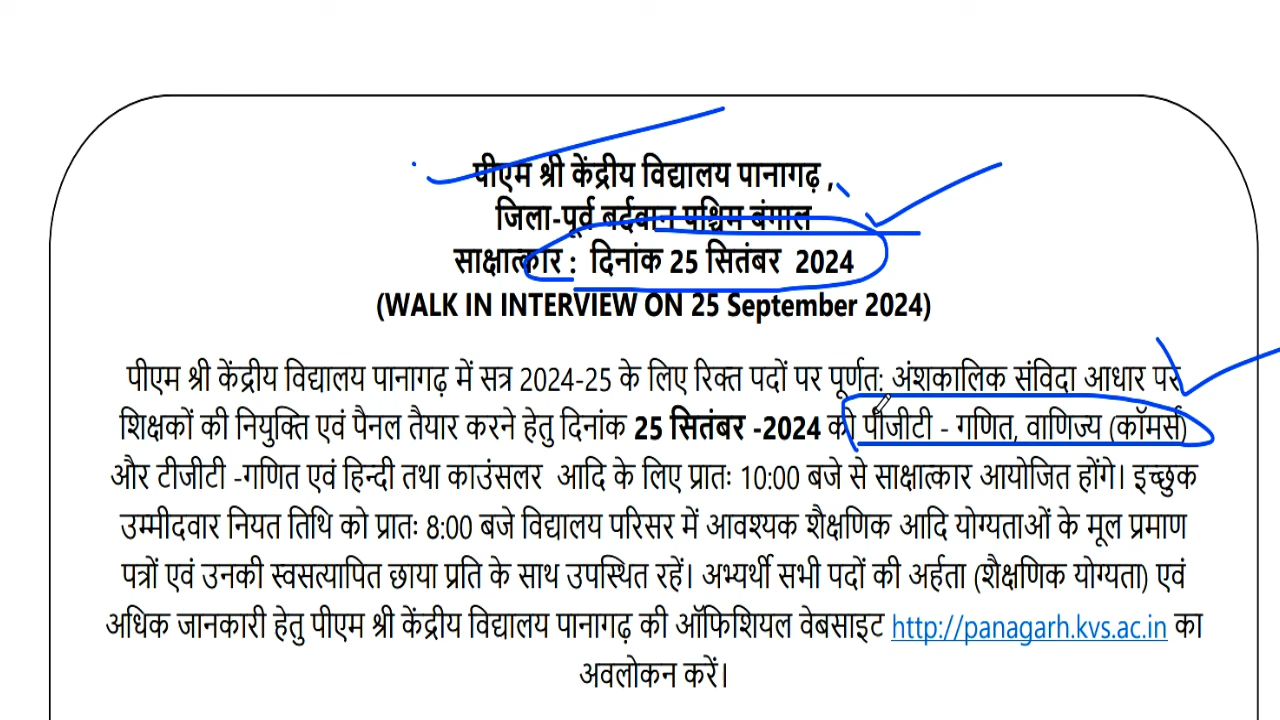 पीएम श्री केंद्रीय विद्यालय पानागढ़ ,
जिला-पूर्व बर्दवान पश्चिम बंगाल
साक्षात्कार : दिनांक 25 सितंबर 2024
(WALK IN INTERVIEW ON 25 September 2024)
पीएम श्री केंद्रीय विद्यालय पानागढ़ में सत्र 2024-25 के लिए रिक्त पदों पर पूर्णत: अंशकालिक संविदा आधार पर
शिक्षकों की नियुक्ति एवं पैनल तैयार करने हेतु दिनांक 25 सितंबर -2024 को पीजीटी - गणित, वाणिज्य (कॉमर्स)
और टीजीटी -गणित एवं हिन्दी तथा काउंसलर आदि के लिए प्रातः 10:00 बजे से साक्षात्कार आयोजित होंगे। इच्छुक
उम्मीदवार नियत तिथि को प्रातः 8:00 बजे विद्यालय परिसर में आवश्यक शैक्षणिक आदि योग्यताओं के मूल प्रमाण
पत्रों एवं उनकी स्वसत्यापित छाया प्रति के साथ उपस्थित रहें। अभ्यर्थी सभी पदों की अर्हता (शैक्षणिक योग्यता) एवं
अधिक जानकारी हेतु पीएम श्री केंद्रीय विद्यालय पानागढ़ की ऑफिशियल वेबसाइट http://panagarh.kvs.ac.in का
अवलोकन करें।